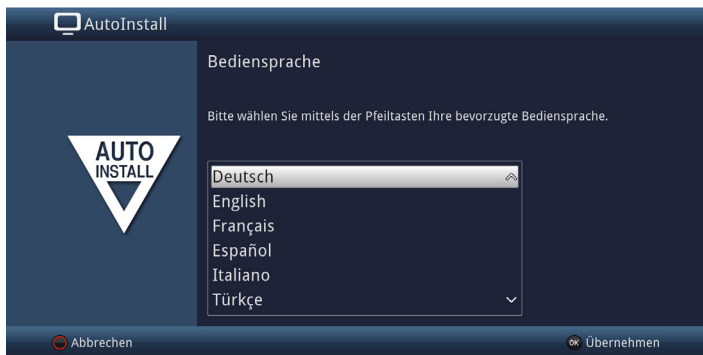 AutoInstall
Bediensprache
Bitte wählen Sie mittels der Pfeiltasten Ihre bevorzugte Bediensprache.
AUTO
INSTALL
Deutsch
English
Français
Español
Italiano
Türkçe
Abbrechen
OK Übernehmen